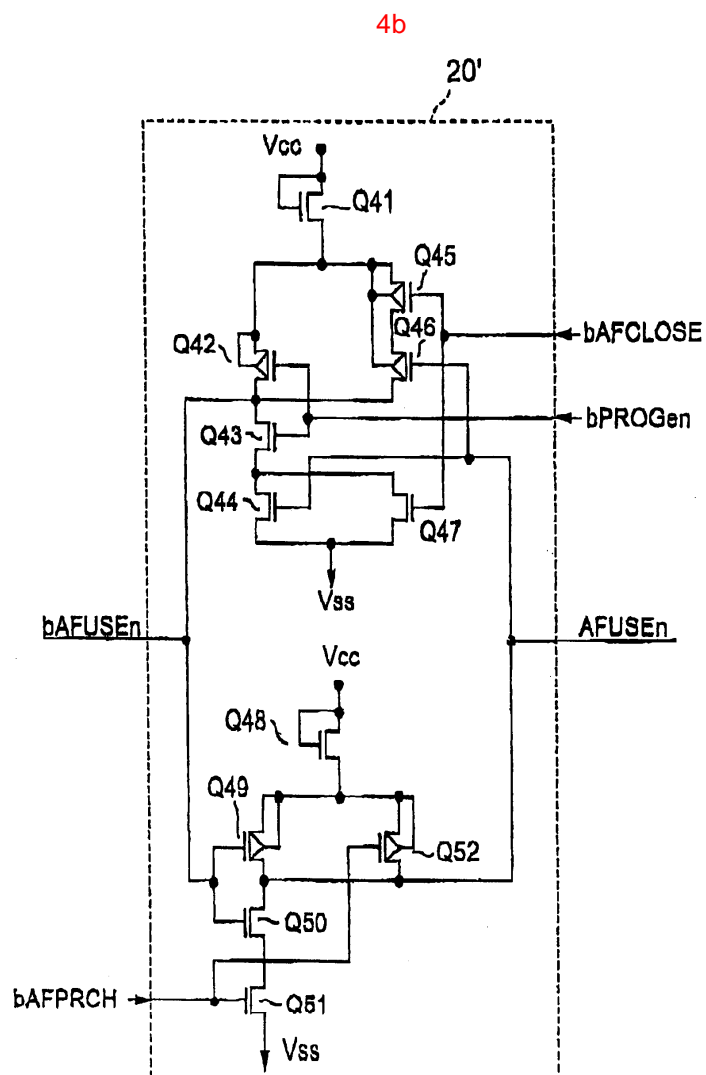 4b
20'
Vcc
Q41
Q45
Q46
Q42
bAFCLOSE
bPROGen
Q43
Q44
Q47
Vss
bAFUSEn
AFUSEn
Vcc
Q48
Q49
Q52
Q50
bAFPRCH
Q51
Vss